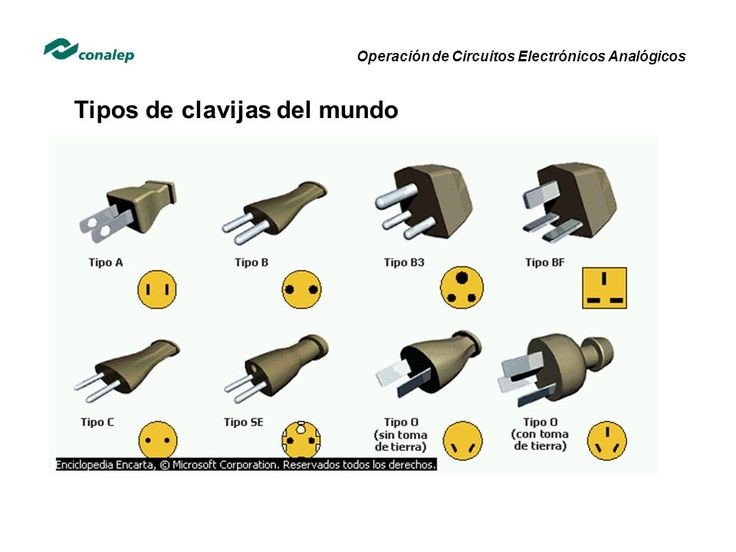 conalep
Operación de Circuitos Electrónicos Analógicos
Tipos de clavijas del mundo
Tipo A
Tipo B
Tipo B3
Tipo BF
Tipo C
Tipo SE
Tipo O
(sin toma
de tierra)
Tipo O
(con toma
de tierra)
Enciclopedia Encarta, © Microsoft Corporation. Reservados todos los derechos.